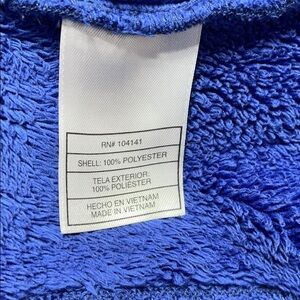 RN# 104141
SHELL: 100% POLYESTER
TELA EXTERIOR:
100% POLIÉSTER
HECHO EN VIETNAM
MADE IN VIETNAM